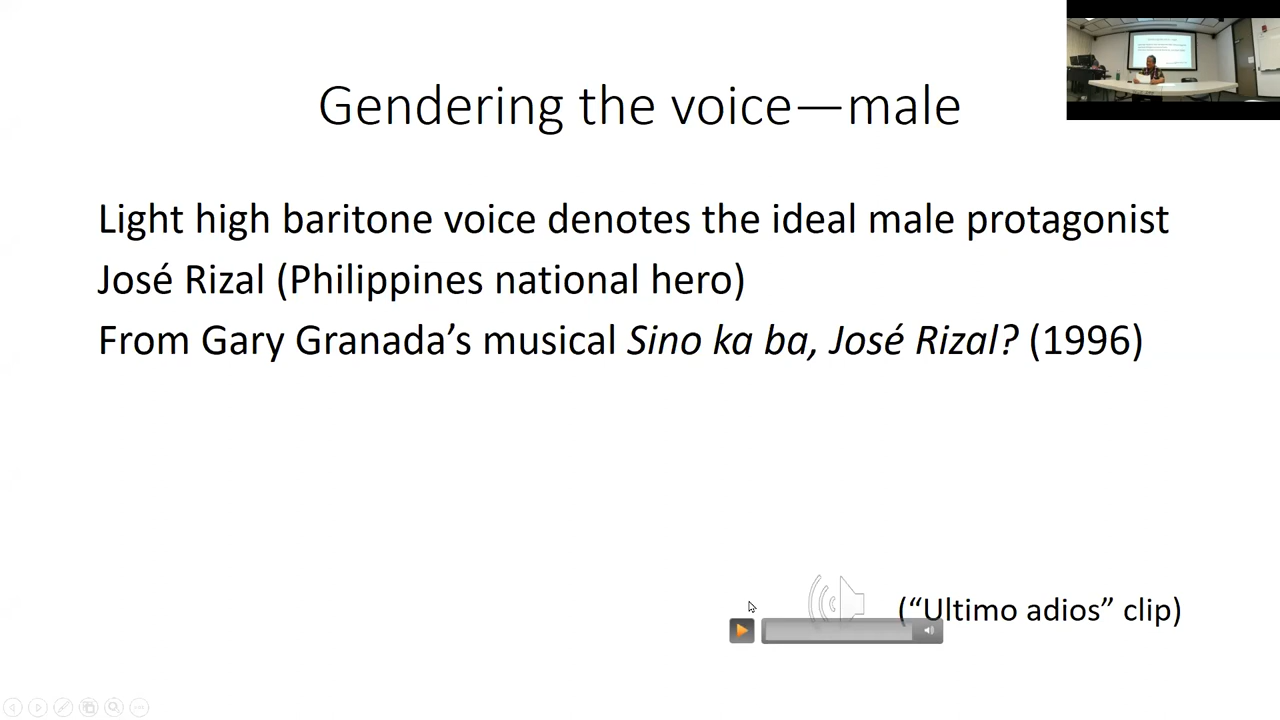 Gendering the voice—male
Light high baritone voice denotes the ideal male protagonist
José Rizal (Philippines national hero)
From Gary Granada’s musical Sino ka ba, José Rizal? (1996)
(“Ultimo adios” clip)